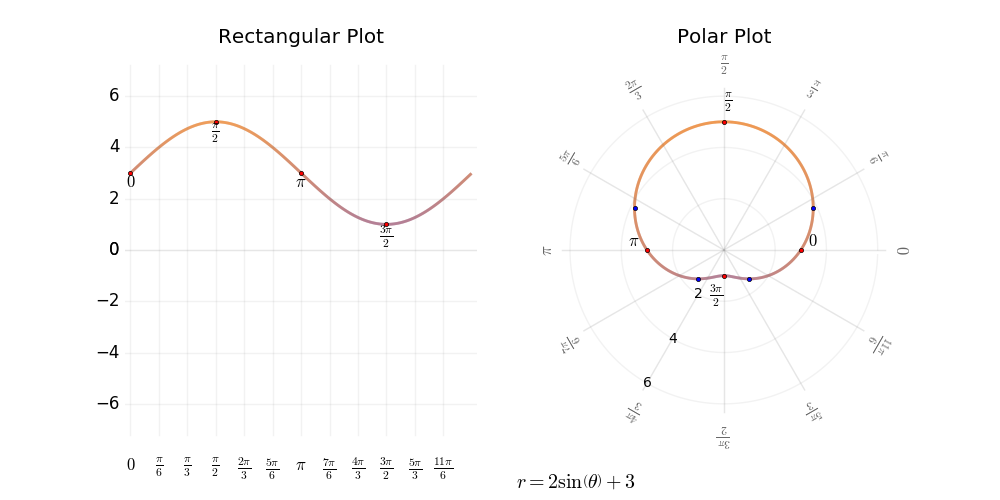 Rectangular Plot
6
4
2
0
−2
−4
−6
0
π/2
π
3π/2
0 π/6 π/3 π/2 2π/3 5π/6 π 7π/6 4π/3 3π/2 5π/3 11π/6
Polar Plot
π/2
2π/3 π/3
π/2
5π/6 π/6
π π 0 0
2 3π/2
4
7π/6 11π/6
6
4π/3 5π/3
3π/2
r = 2sin(θ) + 3